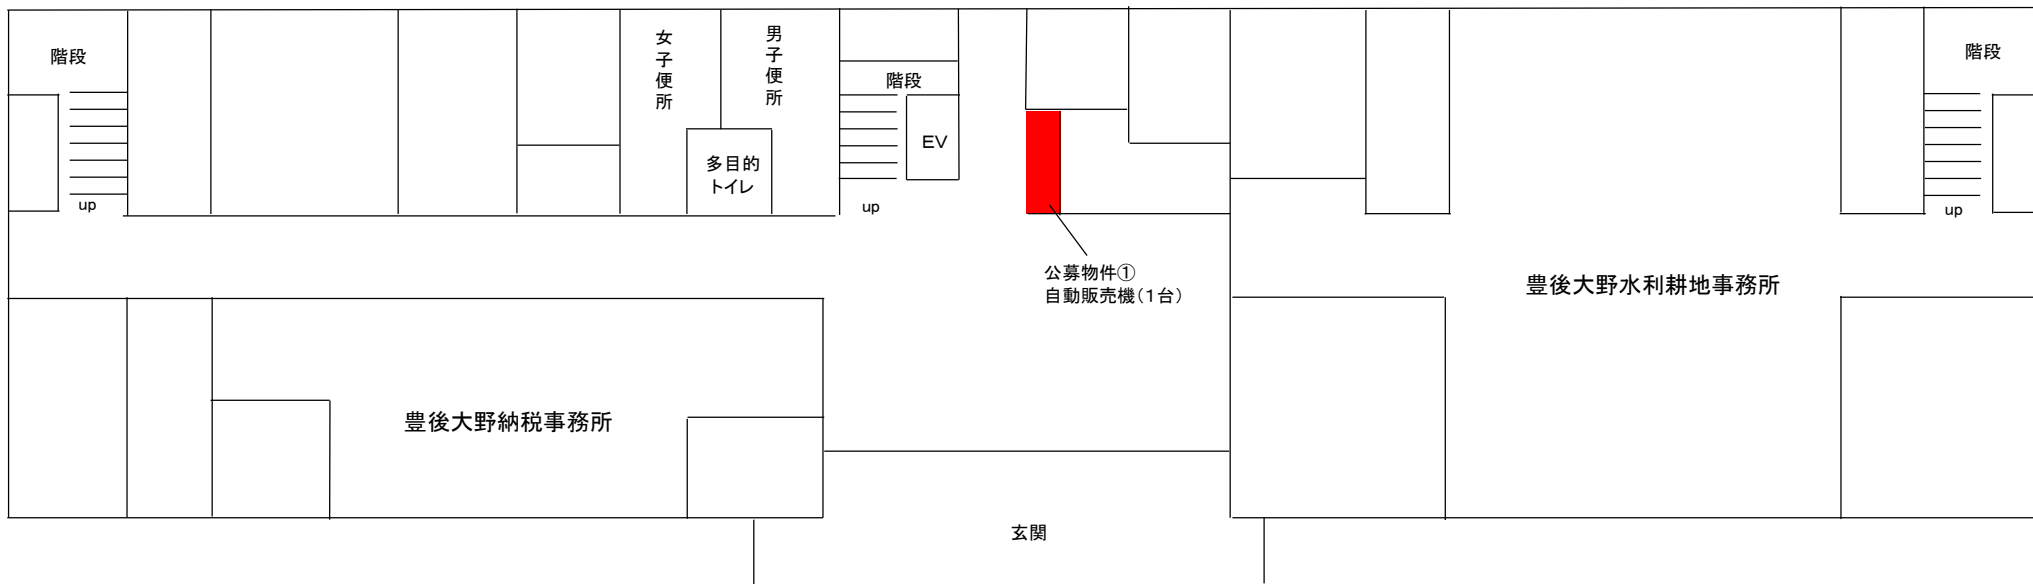 階段
女子便所
男子便所
階段
階段
EV
多目的
トイレ
up
up
up
公募物件①
自動販売機(1台)
豊後大野水利耕地事務所
豊後大野納税事務所
玄関